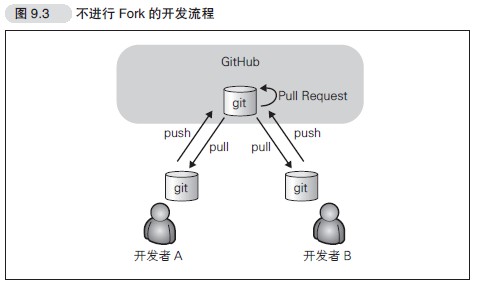 图 9.3 不进行 Fork 的开发流程
GitHub
git
Pull Request
push
pull
pull
push
git
git
开发者 A
开发者 B